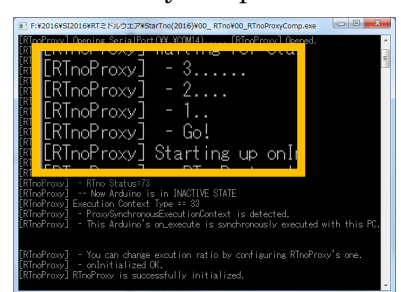 F:¥2016¥SI2016¥RTミドルウエア¥StarTno(2016)¥00_ RTno¥00_RTnoProxyComp.exe
[RTnoProxy] Opening SerialPort(¥¥.¥COM14)..... [RTnoProxy] Opened.
[RTnoProxy] - 3......
[RTnoProxy] - 2....
[RTnoProxy] - 1..
[RTnoProxy] - Go!
[RTnoProxy] Starting up onI
[RTnoProxy] - RTno Status=73
[RTnoProxy] -- Now Arduino is in INACTIVE STATE
[RTnoProxy] Execution Context Type == 33
[RTnoProxy] - ProxySynchronousExecutionContext is detected.
[RTnoProxy] - This Arduino's on_execute is synchronously executed with this PC.
[RTnoProxy] - You can change excution ratio by configuring RTnoProxy's one.
[RTnoProxy] - onInitialized OK.
[RTnoProxy] RTnoProxy is successfully initialized.